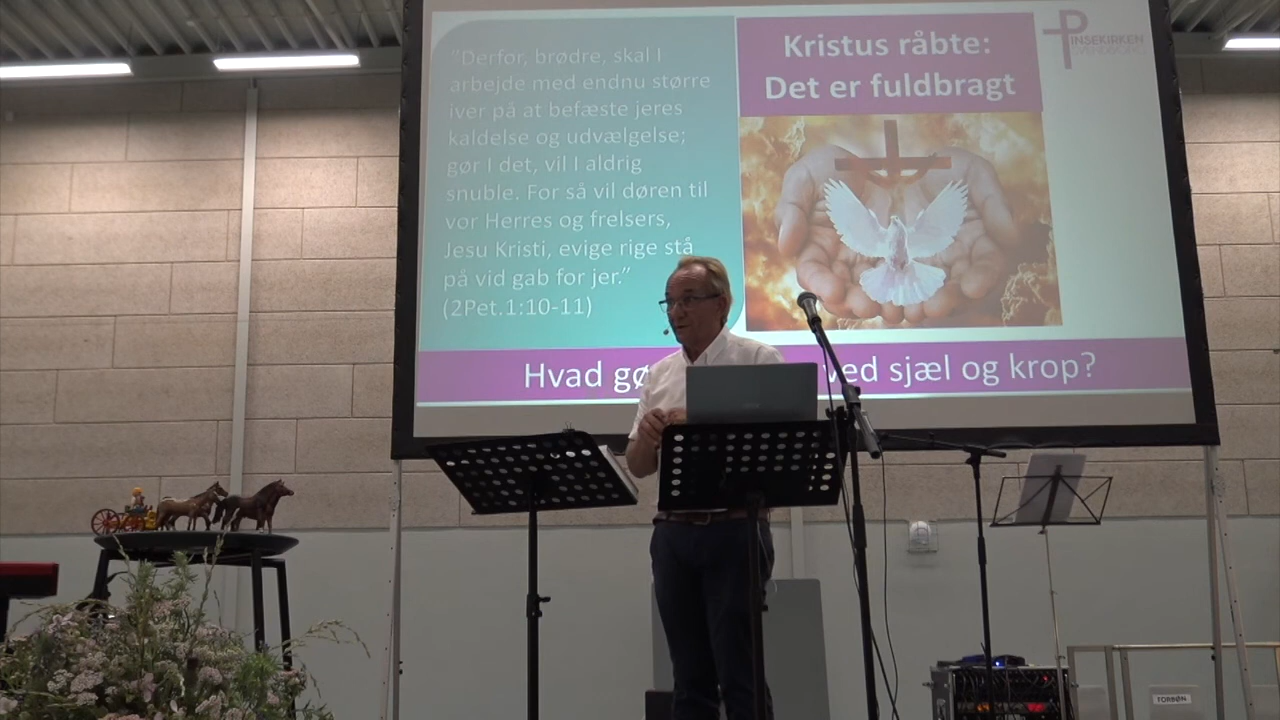 "Derfor, brødre, skal I
arbejde med endnu større
iver på at befæste jeres
kaldelse og udvælgelse;
gør I det, vil I aldrig
snuble. For så vil døren til
vor Herres og frelsers,
Jesu Kristi, evige rige stå
på vid gab for jer."
(2Pet.1:10-11)
Kristus råbte:
Det er fuldbragt
PINSEKIRKEN
Hvad gø ved sjæl og krop?
FORBØN